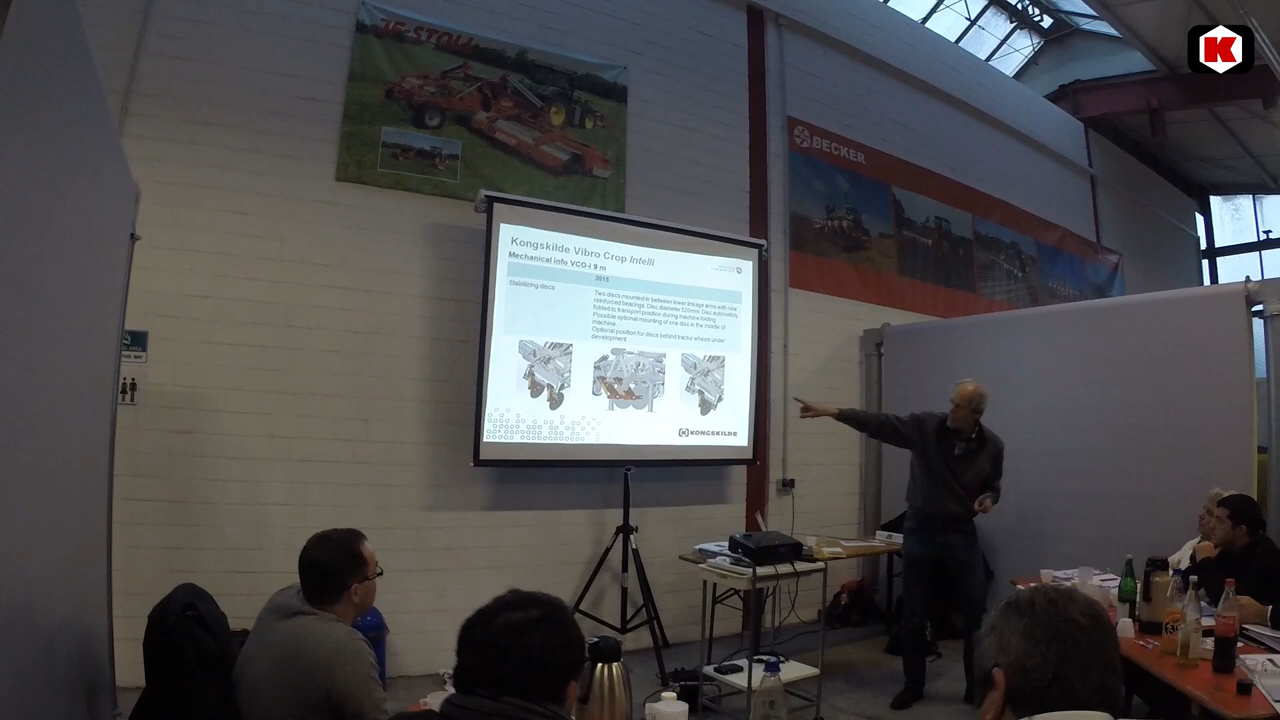 JF-STOLL
BECKER
K
Kongskilde Vibro Crop Intelli
Mechanical info VCO-I 9 m
2015
Stabilizing discs
Two discs mounted in between lower linkage arms with new
reinforced bearings. Disc diameter 520mm. Disc automaticly
folded to transport position during machine folding.
Possible optional mounting of one disc in the middle of
machine.
Optional position for discs behind tractor wheels under
development.
KONGSKILDE